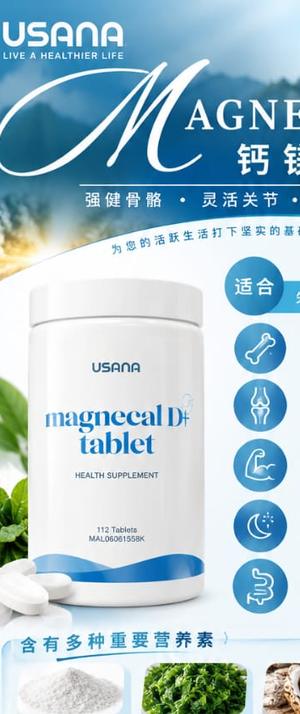 USANA
LIVE A HEALTHIER LIFE
MAGNE
钙镁
强健骨骼 • 灵活关节 •
为您的活跃生活打下坚实的基础
适合
USANA
magnecal D+
tablet
HEALTH SUPPLEMENT
112 Tablets
MAL06061558K
含有多种重要营养素